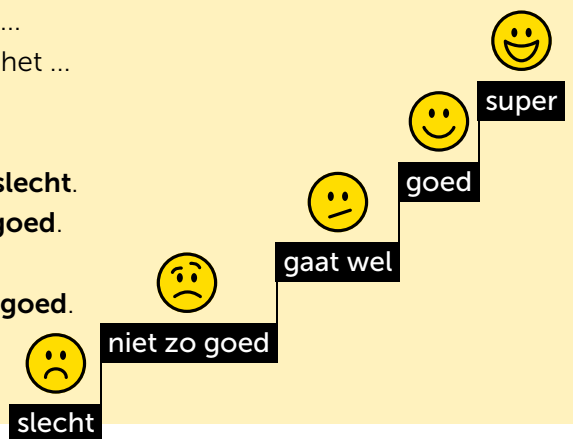 ...
het ...
super
slecht.
goed
goed.
gaat wel
goed.
niet zo goed
slecht